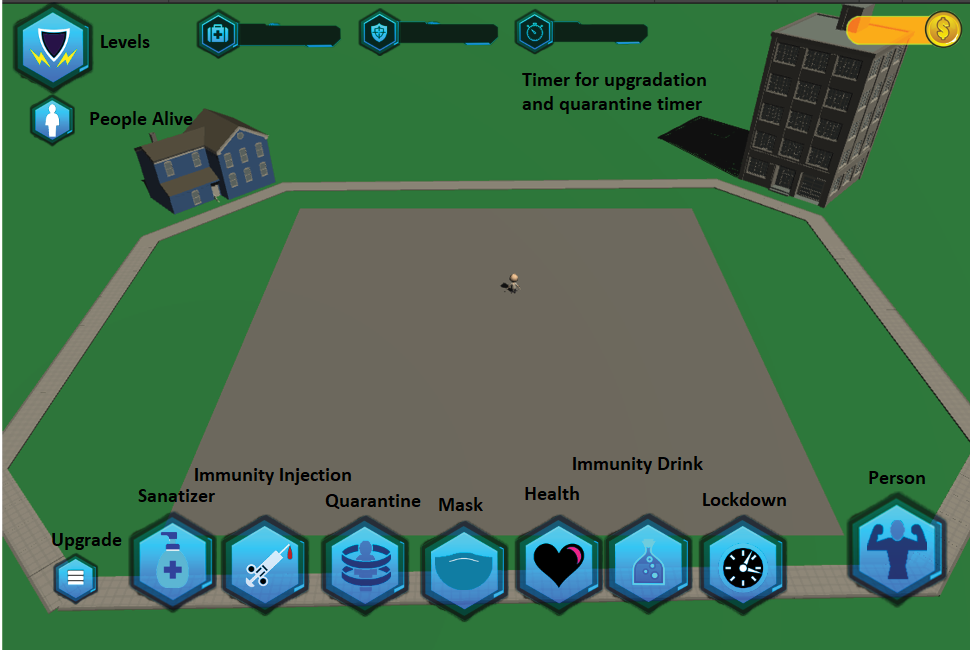 Levels
People Alive
Timer for upgradation
and quarantine timer
$
Immunity Injection
Immunity Drink
Sanatizer
Quarantine
Mask
Health
Lockdown
Person
Upgrade